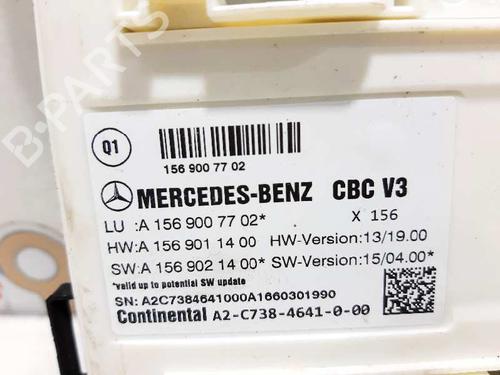 B-PARTS
Q1
156 900 77 02
MERCEDES-BENZ CBC V3
LU :A 156 900 77 02* X 156
HW:A 156 901 14 00 HW-Version:13/19.00
SW:A 156 902 14 00* SW-Version:15/04.00*
*valid up to potential SW update
SN: A2C7384641000A1660301990
Continental A2-C738-4641-0-00